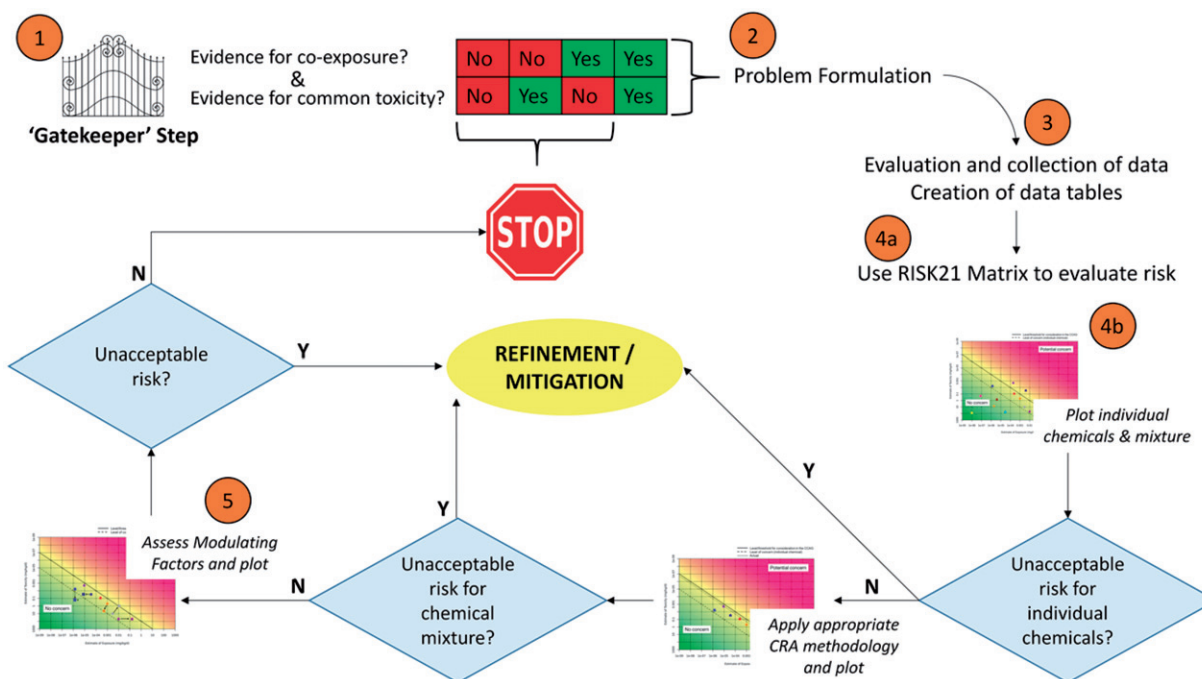 1
Evidence for co-exposure?
&
Evidence for common toxicity?
'Gatekeeper' Step
No No Yes Yes
No Yes No Yes
2
Problem Formulation
3
Evaluation and collection of data
Creation of data tables
STOP
4a
Use RISK21 Matrix to evaluate risk
4b
Potential concern
No concern
Plot individual
chemicals & mixture
N
Unacceptable
risk?
Y
REFINEMENT /
MITIGATION
Y
Y
5
Assess Modulating
Factors and plot
No concern
N
Unacceptable
risk for
chemical
mixture?
Potential concern
No concern
Apply appropriate
CRA methodology
and plot
N
Unacceptable
risk for
individual
chemicals?